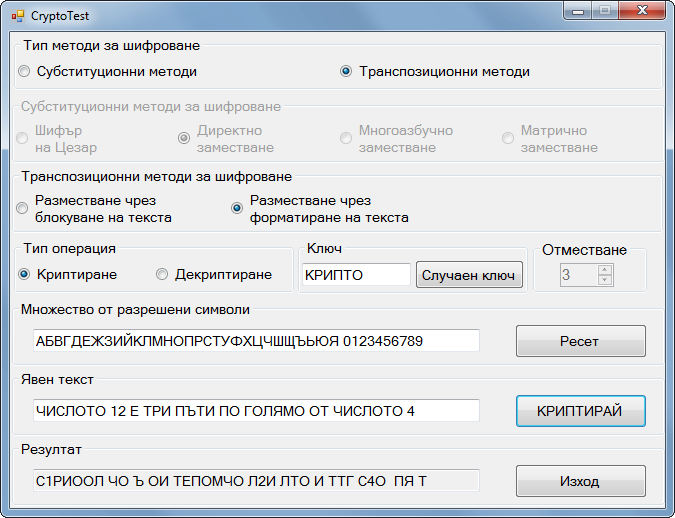 CryptoTest
Тип методи за шифроване
Субституционни методи
Транспозиционни методи
Субституционни методи за шифроване
Шифър на Цезар
Директно заместване
Многоазбучно заместване
Матрично заместване
Транспозиционни методи за шифроване
Разместване чрез блокуване на текста
Разместване чрез форматиране на текста
Тип операция
Криптиране
Декриптиране
Ключ
КРИПТО
Случаен ключ
Отместване
3
Множество от разрешени символи
АБВГДЕЖЗИЙКЛМНОПРСТУФХЦЧШЩЪЬЮЯ 0123456789
Ресет
Явен текст
ЧИСЛОТО 12 Е ТРИ ПЪТИ ПО ГОЛЯМО ОТ ЧИСЛОТО 4
КРИПТИРАЙ
Резултат
С1РИООЛ ЧО Ъ ОИ ТЕПОМЧО Л2И ЛТО И ТТГ С4О  ПЯ Т
Изход